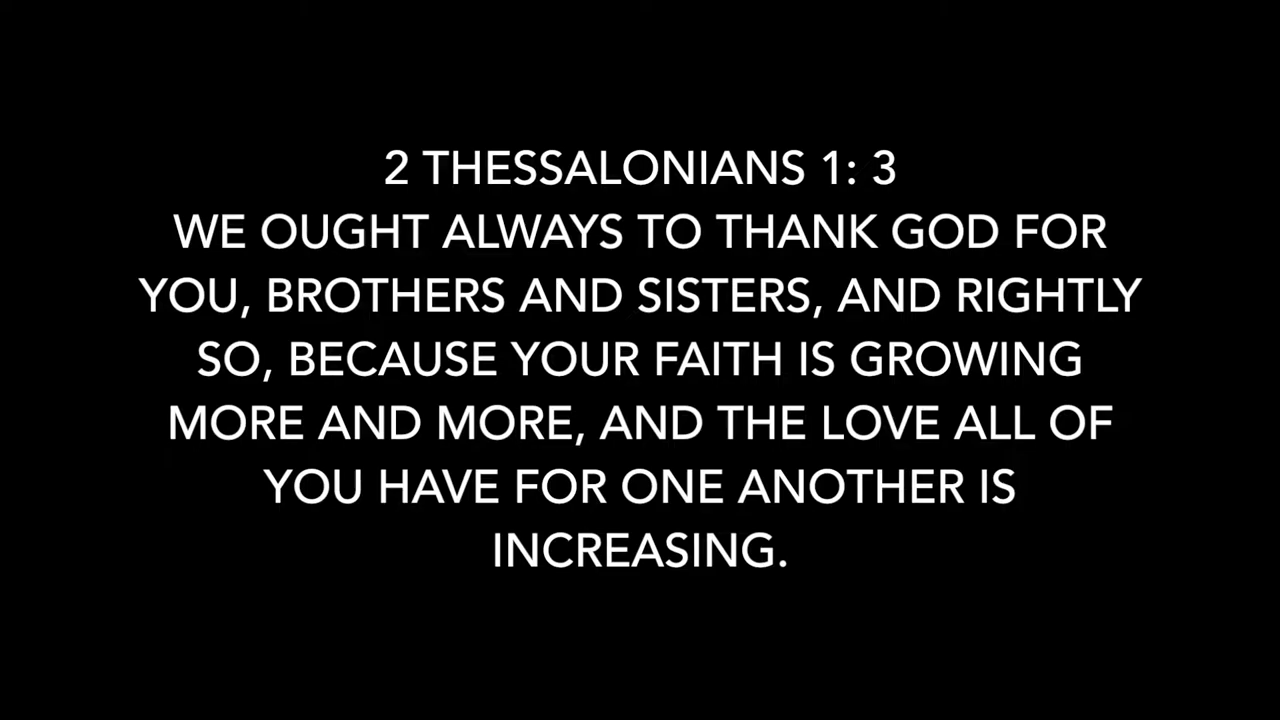 2 THESSALONIANS 1: 3
WE OUGHT ALWAYS TO THANK GOD FOR
YOU, BROTHERS AND SISTERS, AND RIGHTLY
SO, BECAUSE YOUR FAITH IS GROWING
MORE AND MORE, AND THE LOVE ALL OF
YOU HAVE FOR ONE ANOTHER IS
INCREASING.